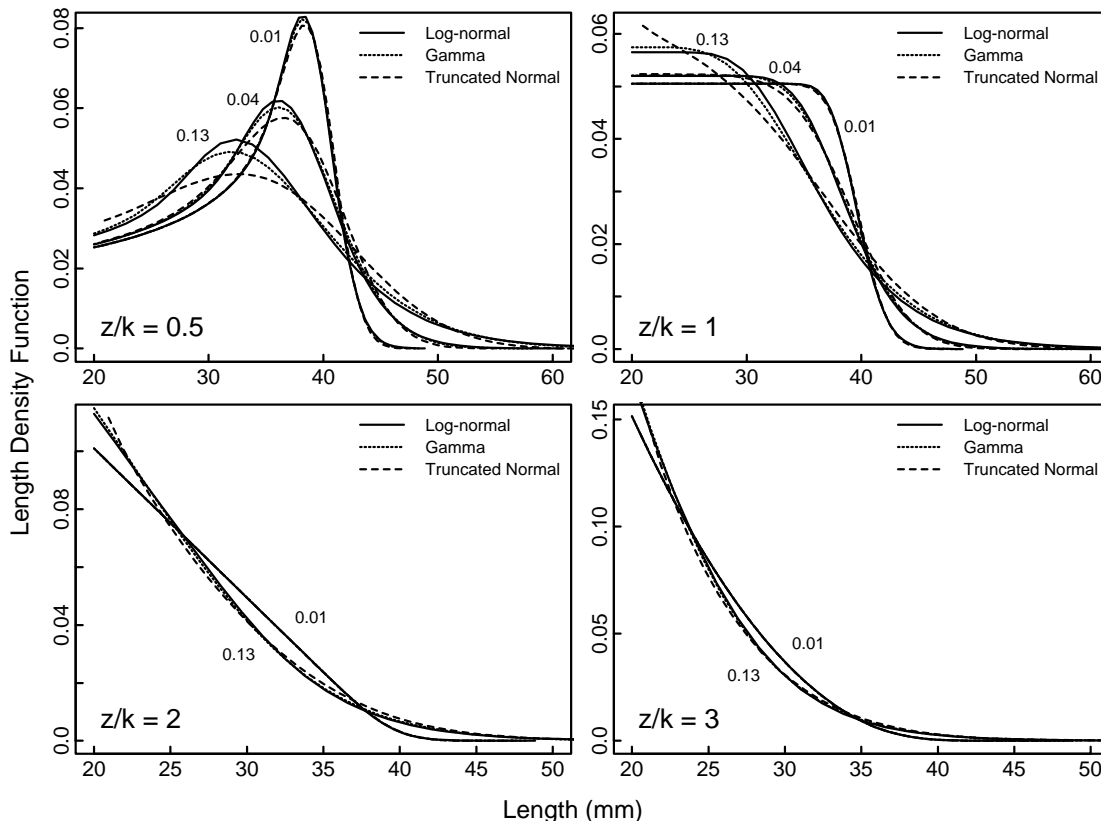 Length Density Function
0.0 0.02 0.04 0.06 0.08
0.01
0.04
0.13
Log-normal
Gamma
Truncated Normal
z/k = 0.5
20 30 40 50 60
0.0 0.02 0.04 0.06
0.13
0.04
0.01
Log-normal
Gamma
Truncated Normal
z/k = 1
20 30 40 50 60
0.0 0.04 0.08
Log-normal
Gamma
Truncated Normal
0.01
0.13
z/k = 2
20 25 30 35 40 45 50
0.0 0.05 0.10 0.15
Log-normal
Gamma
Truncated Normal
0.01
0.13
z/k = 3
20 25 30 35 40 45 50
Length (mm)